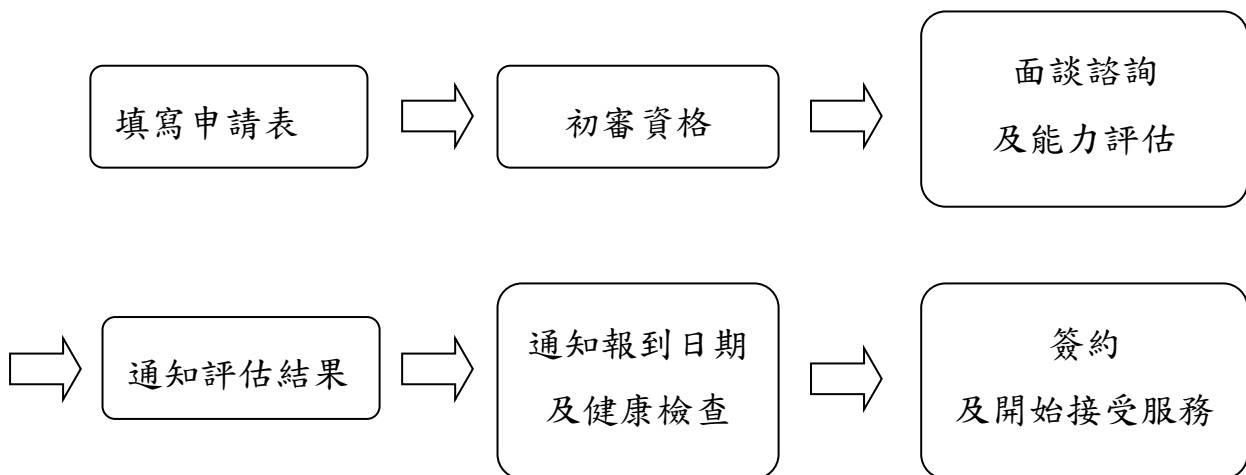 填寫申請表
初審資格
面談諮詢
及能力評估
通知評估結果
通知報到日期
及健康檢查
簽約
及開始接受服務